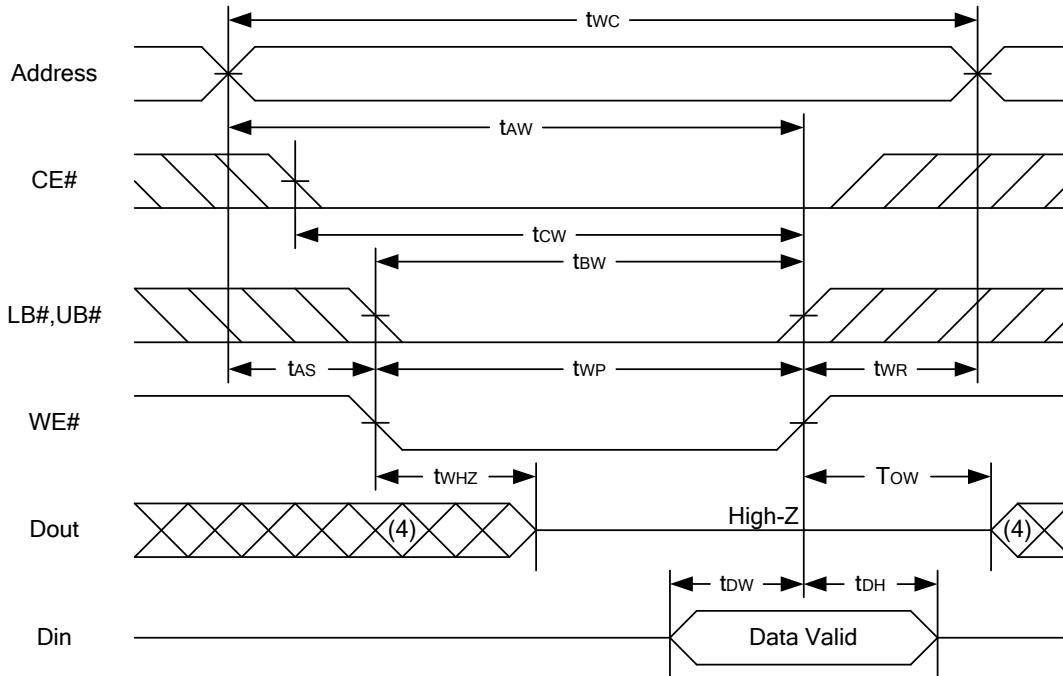 tWC
Address
tAW
CE#
tCW
tBW
LB#,UB#
tAS
tWP
tWR
WE#
tWHZ
TOW
Dout
(4)
High-Z
(4)
tDW
tDH
Din
Data Valid